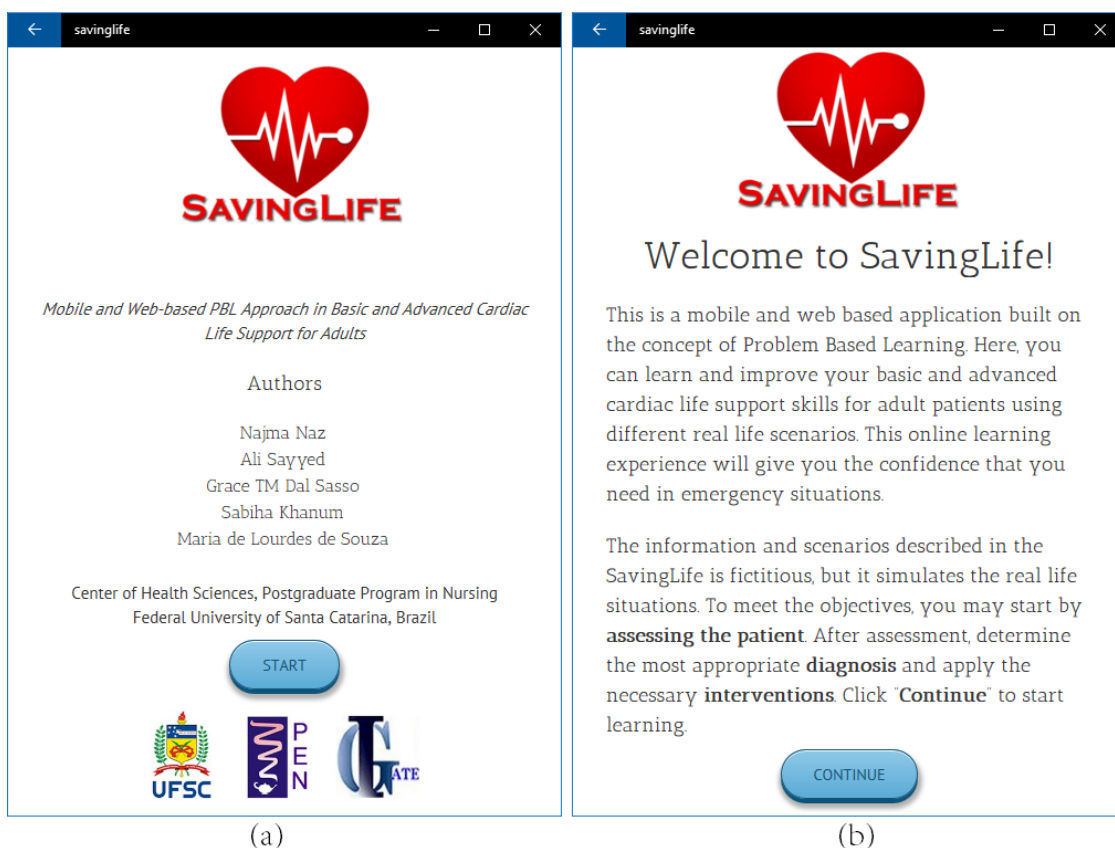 savinglife
SAVINGLIFE
Mobile and Web-based PBL Approach in Basic and Advanced Cardiac
Life Support for Adults
Authors
Najma Naz
Ali Sayyed
Grace TM Dal Sasso
Sabiha Khanum
Maria de Lourdes de Souza
Center of Health Sciences, Postgraduate Program in Nursing
Federal University of Santa Catarina, Brazil
START
UFSC
PEN
GIATE
(a)
savinglife
SAVINGLIFE
Welcome to SavingLife!
This is a mobile and web based application built on
the concept of Problem Based Learning. Here, you
can learn and improve your basic and advanced
cardiac life support skills for adult patients using
different real life scenarios. This online learning
experience will give you the confidence that you
need in emergency situations.
The information and scenarios described in the
SavingLife is fictitious, but it simulates the real life
situations. To meet the objectives, you may start by
assessing the patient. After assessment, determine
the most appropriate diagnosis and apply the
necessary interventions. Click "Continue" to start
learning.
CONTINUE
(b)